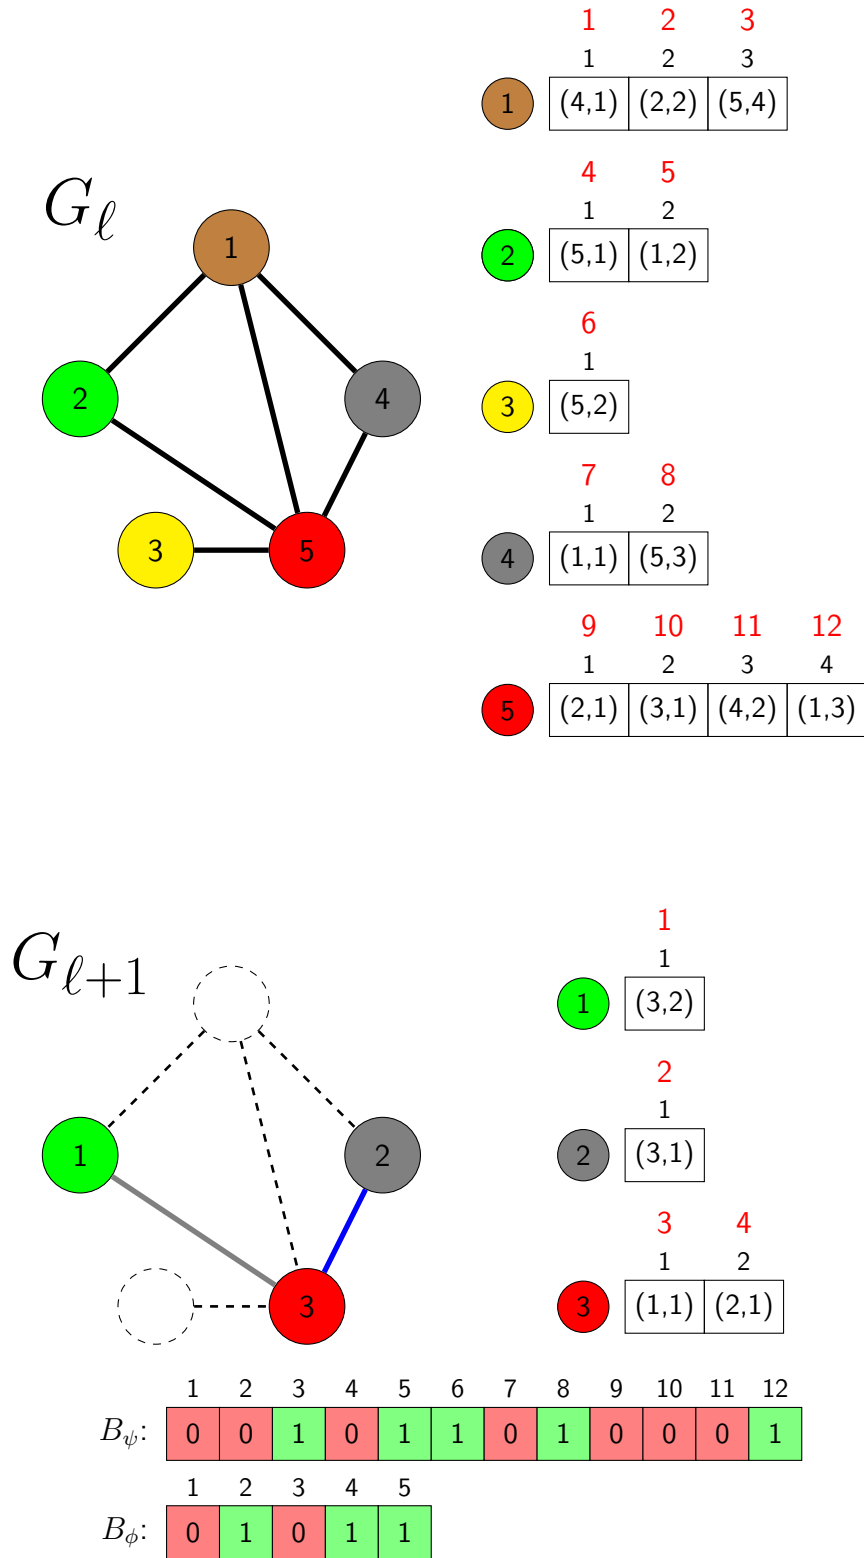 1 2 3
1 2 3
1 (4,1) (2,2) (5,4)
G_ℓ
1
4 5
1 2
2 (5,1) (1,2)
6
1
2 4
3 (5,2)
7 8
1 2
3 5
4 (1,1) (5,3)
9 10 11 12
1 2 3 4
5 (2,1) (3,1) (4,2) (1,3)
G_{ℓ+1}
1
1
1 (3,2)
2
1
1 2
2 (3,1)
3 4
1 2
3
3 (1,1) (2,1)
1 2 3 4 5 6 7 8 9 10 11 12
B_ψ: 0 0 1 0 1 1 0 1 0 0 0 1
1 2 3 4 5
B_ϕ: 0 1 0 1 1